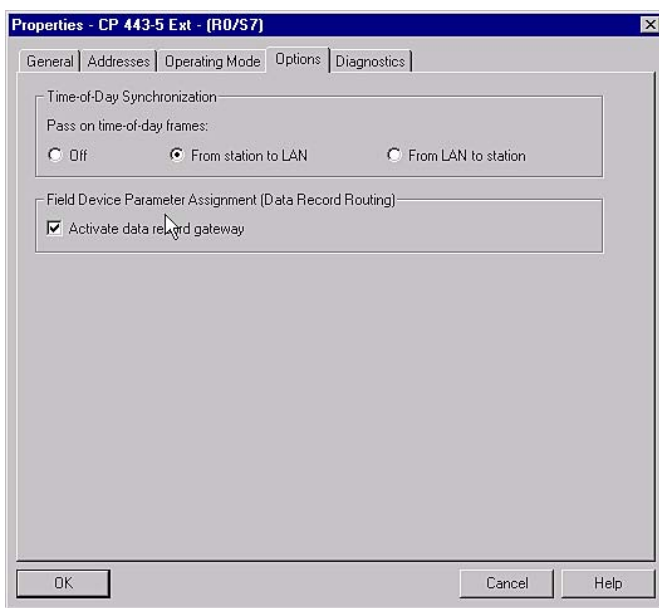 Properties - CP 443-5 Ext - (R0/S7)
General Addresses Operating Mode Options Diagnostics
Time-of-Day Synchronization
Pass on time-of-day frames:
Off From station to LAN From LAN to station
Field Device Parameter Assignment (Data Record Routing)
Activate data record gateway
OK Cancel Help